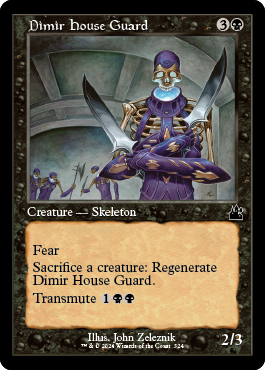 Dimir House Guard 3
Creature — Skeleton
Fear
Sacrifice a creature: Regenerate
Dimir House Guard.
Transmute 1
Illus. John Zeleznik
™ & © 2024 Wizards of the Coast 324
2/3